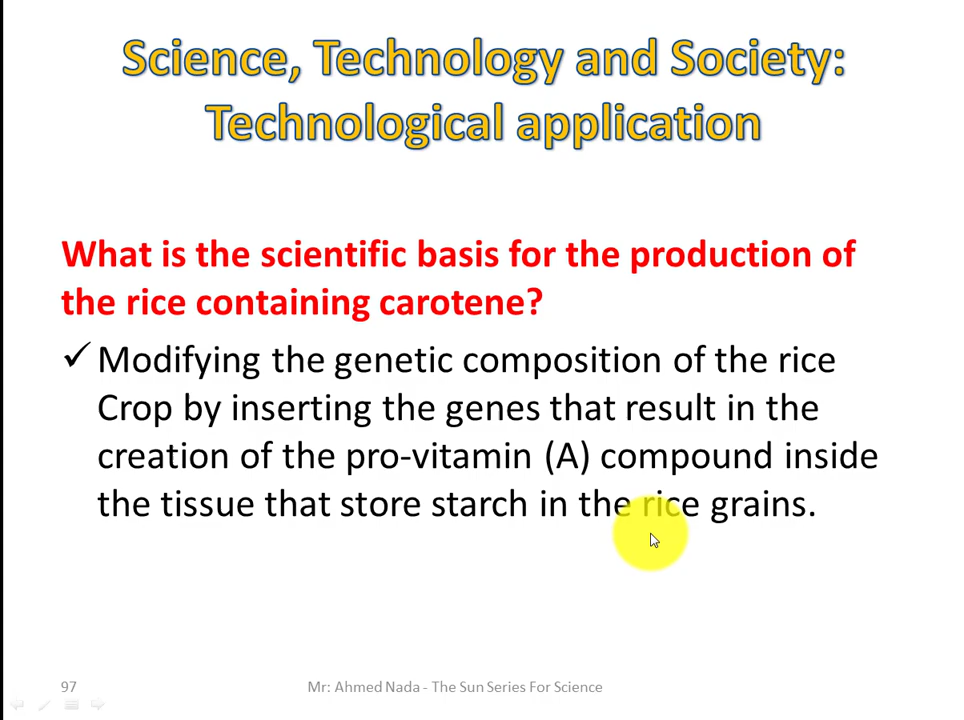 Science, Technology and Society:
Technological application
What is the scientific basis for the production of
the rice containing carotene?
✓ Modifying the genetic composition of the rice
Crop by inserting the genes that result in the
creation of the pro-vitamin (A) compound inside
the tissue that store starch in the rice grains.
97
Mr: Ahmed Nada - The Sun Series For Science